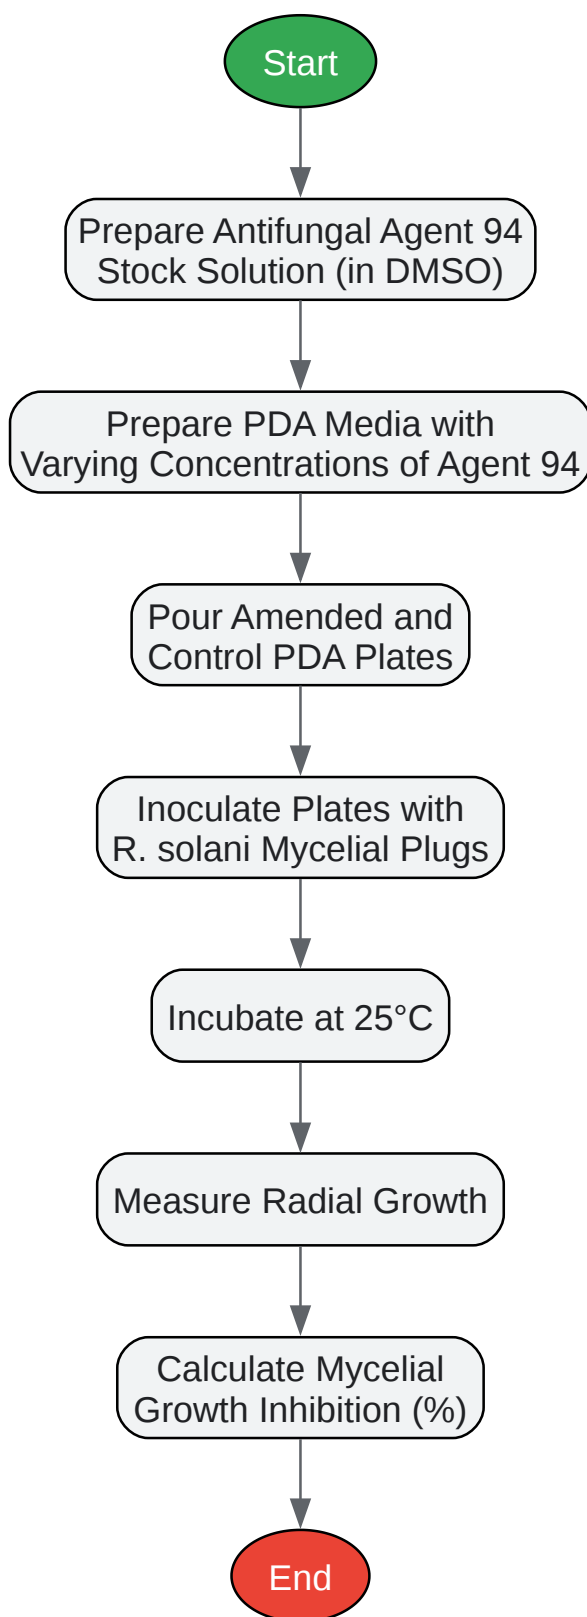 Start
Prepare Antifungal Agent 94
Stock Solution (in DMSO)
Prepare PDA Media with
Varying Concentrations of Agent 94
Pour Amended and
Control PDA Plates
Inoculate Plates with
R. solani Mycelial Plugs
Incubate at 25°C
Measure Radial Growth
Calculate Mycelial
Growth Inhibition (%)
End